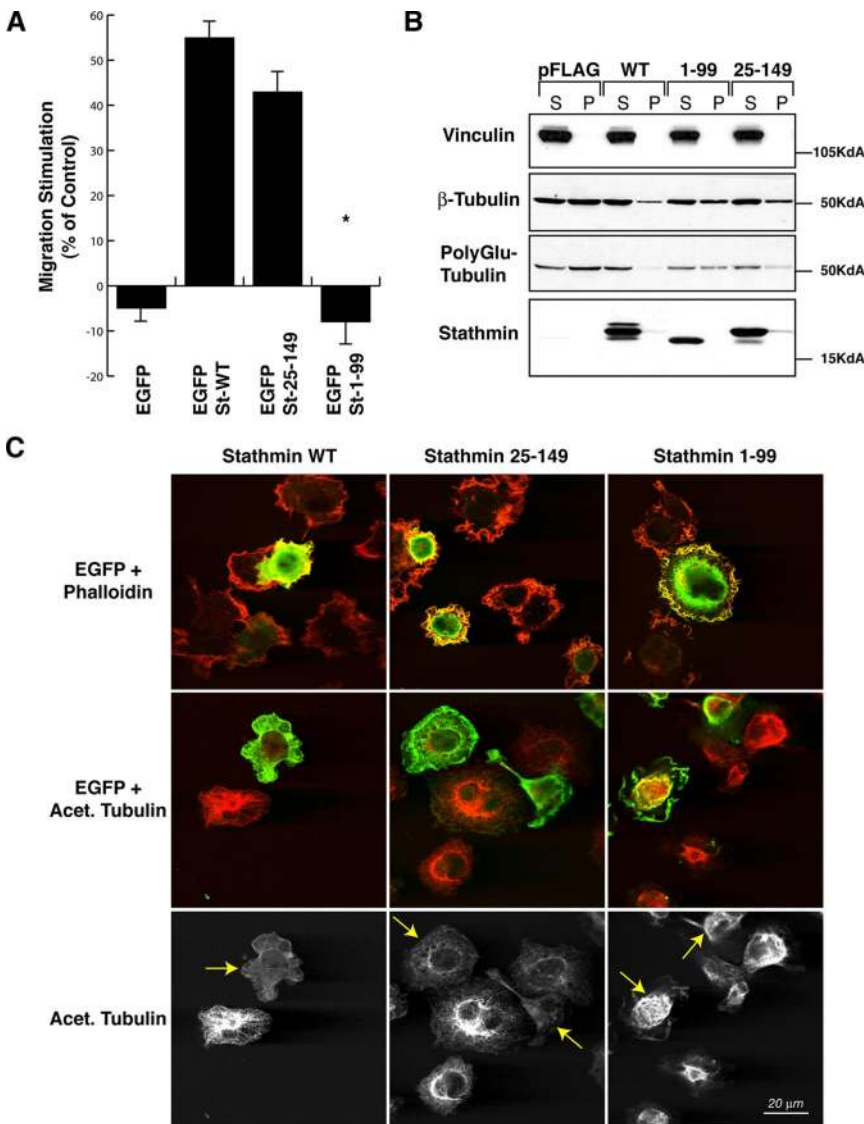 A
60
50
40
30
20
10
0
-10
-20
Migration Stimulation
(% of Control)
*
EGFP
EGFP
St-WT
EGFP
St-25-149
EGFP
St-1-99
B
pFLAG WT 1-99 25-149
S P S P S P S P
Vinculin
105KdA
β-Tubulin
50KdA
PolyGlu-
Tubulin
50KdA
Stathmin
15KdA
C
Stathmin WT Stathmin 25-149 Stathmin 1-99
EGFP +
Phalloidin
EGFP +
Acet. Tubulin
Acet. Tubulin
20 μm